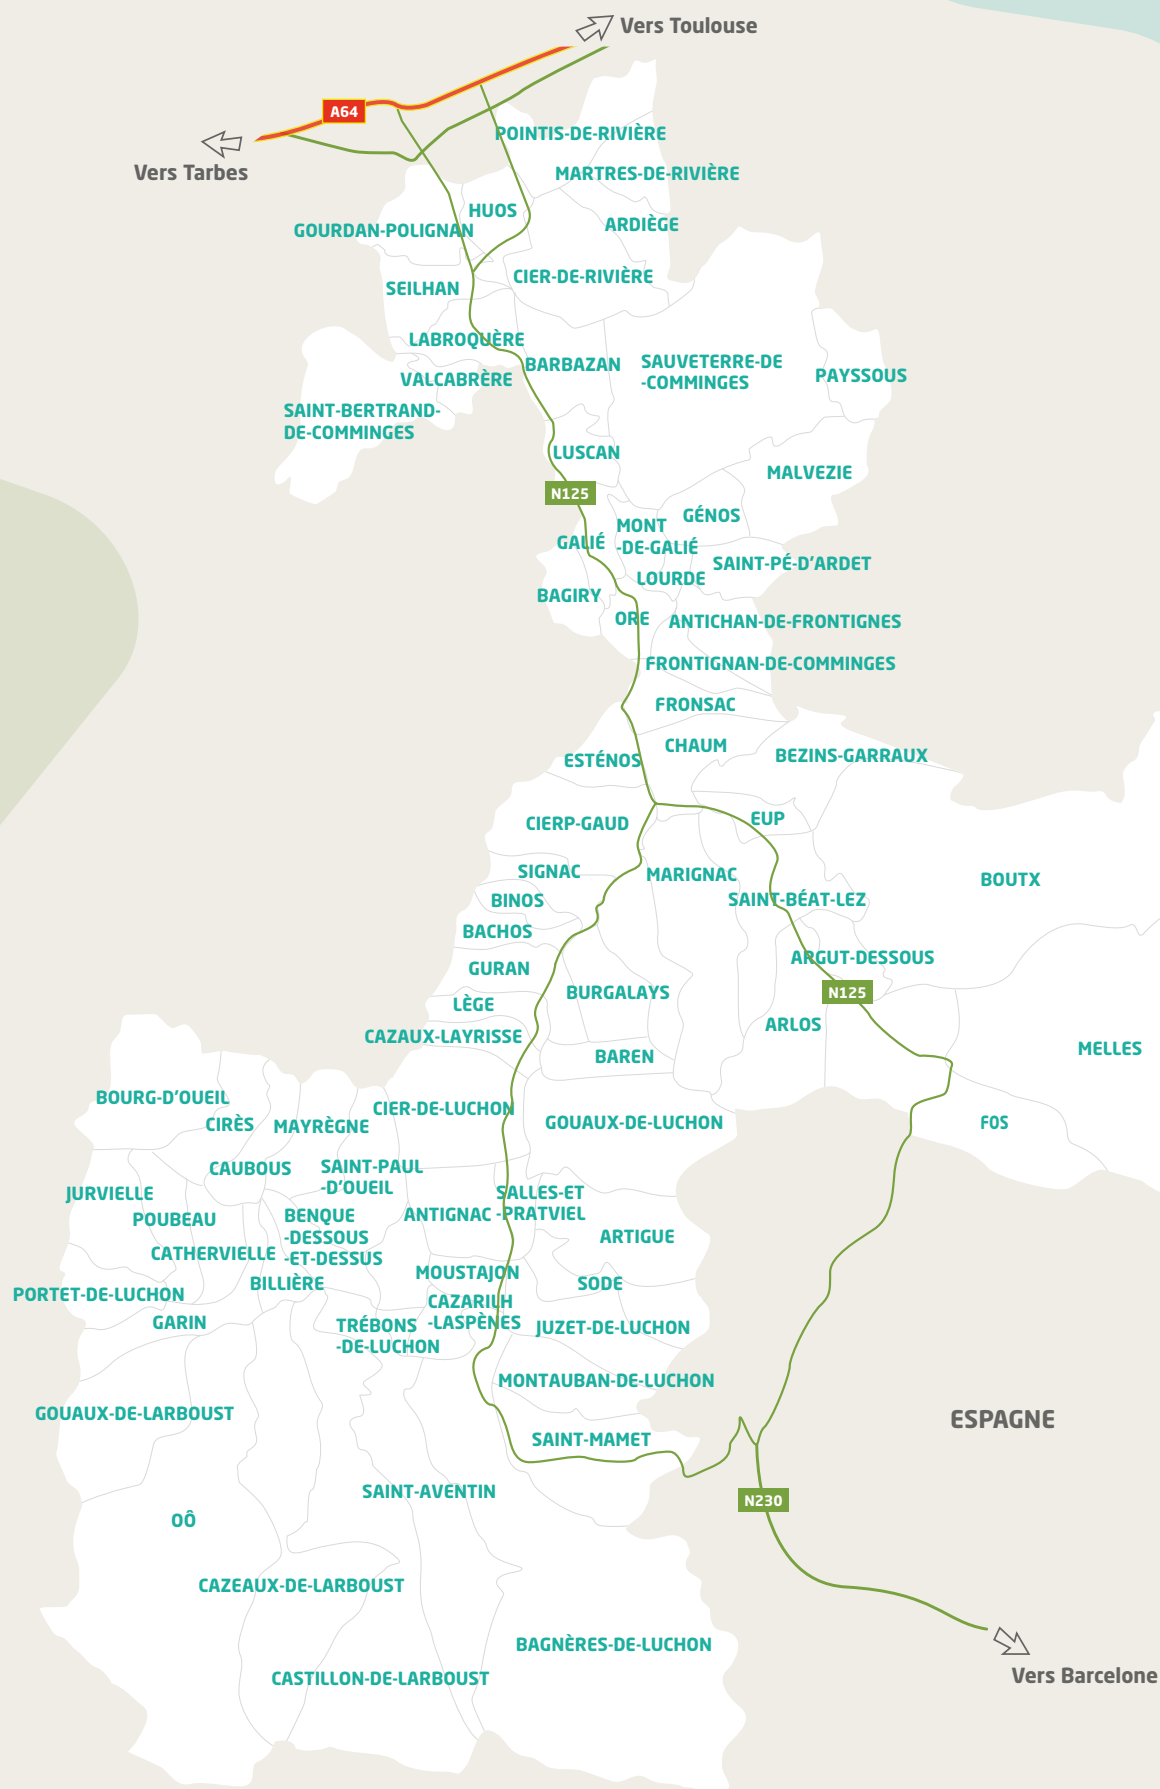 Vers Toulouse
A64
Vers Tarbes
POINTIS-DE-RIVIÈRE
MARTRES-DE-RIVIÈRE
HUOS
ARDIÈGE
GOURDAN-POLIGNAN
CIER-DE-RIVIÈRE
SEILHAN
LABROQUÈRE
BARBAZAN
SAUVETERRE-DE
-COMMINGES
PAYSSOUS
VALCABRÈRE
SAINT-BERTRAND-
DE-COMMINGES
LUSCAN
MALVEZIE
N125
GÉNOS
MONT
-DE-GALIÉ
GALIÉ
SAINT-PÉ-D'ARDET
LOURDE
BAGIRY
ORE
ANTICHAN-DE-FRONTIGNES
FRONTIGNAN-DE-COMMINGES
FRONSAC
CHAUM
BEZINS-GARRAUX
ESTÉNOS
EUP
CIERP-GAUD
SIGNAC
MARIGNAC
BOUTX
BINOS
SAINT-BÉAT-LEZ
BACHOS
ARGUT-DESSOUS
GURAN
BURGALAYS
N125
LÈGE
ARLOS
CAZAUX-LAYRISSE
BAREN
MELLES
BOURG-D'OUEIL
CIER-DE-LUCHON
CIRÈS
MAYRÈGNE
GOUAUX-DE-LUCHON
FOS
CAUBOUS
SAINT-PAUL
-D'OUEIL
JURVIELLE
SALLES-ET
-PRATVIEL
POUBEAU
BENQUE
-DESSOUS
-ET-DESSUS
ANTIGNAC
ARTIGUE
CATHERVIELLE
MOUSTAJON
BILLIÈRE
SODE
PORTET-DE-LUCHON
CAZARILH
-LASPÈNES
GARIN
TRÉBONS
-DE-LUCHON
JUZET-DE-LUCHON
MONTAUBAN-DE-LUCHON
GOUAUX-DE-LARBOUST
ESPAGNE
SAINT-MAMET
SAINT-AVENTIN
N230
OÔ
CAZEAUX-DE-LARBOUST
BAGNÈRES-DE-LUCHON
CASTILLON-DE-LARBOUST
Vers Barcelone